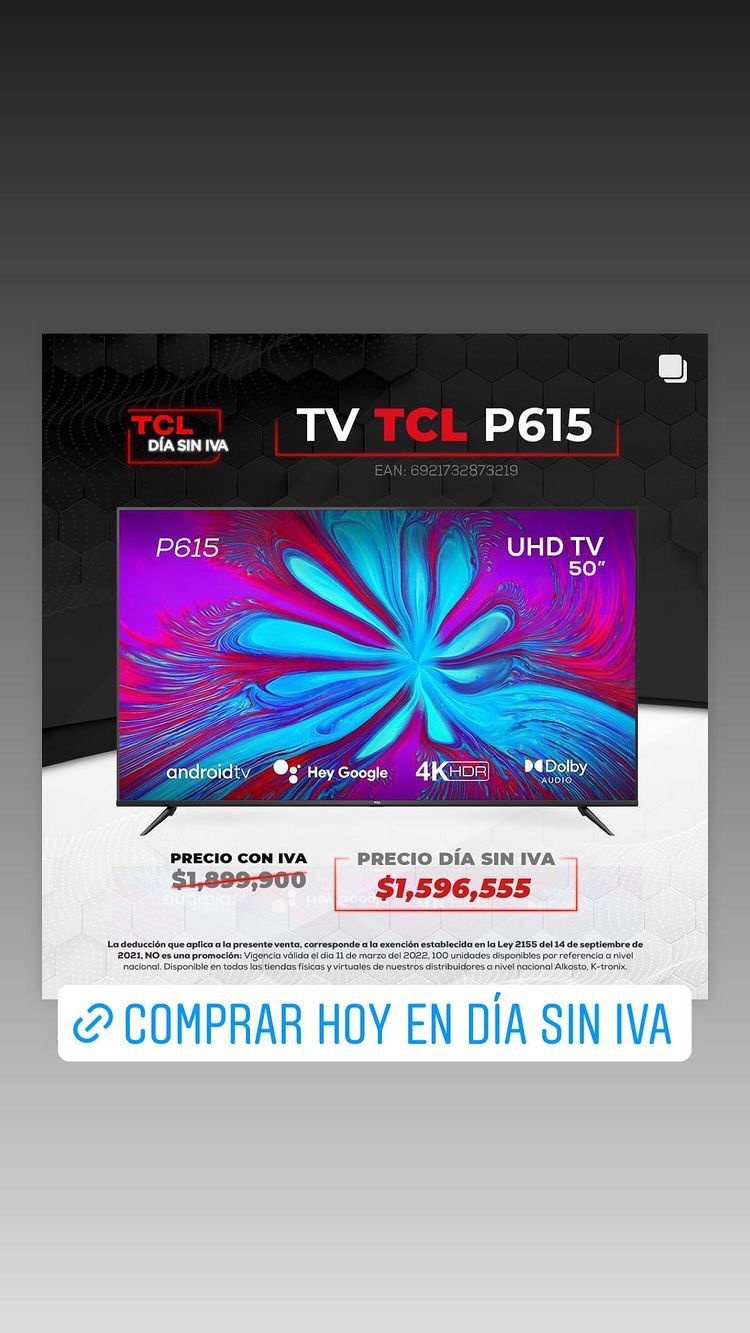 TCL
DÍA SIN IVA
TV TCL P615
EAN: 6921732873219
P615
UHD TV
50”
androidtv
Hey Google
4K HDR
Dolby
AUDIO
TCL
PRECIO CON IVA
$1,899,900
PRECIO DÍA SIN IVA
$1,596,555
La deducción que aplica a la presente venta, corresponde a la exención establecida en la Ley 2155 del 14 de septiembre de
2021, NO es una promoción: Vigencia válida el dia 11 de marzo del 2022, 100 unidades disponibles por referencia a nivel
nacional. Disponible en todas las tiendas físicas y virtuales de nuestros distribuidores a nivel nacional Alkosto, K-tronix.
COMPRAR HOY EN DÍA SIN IVA